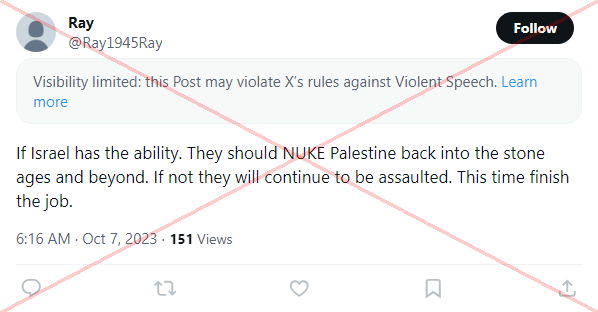 Ray
@Ray1945Ray
Follow
Visibility limited: this Post may violate X's rules against Violent Speech. Learn
more
If Israel has the ability. They should NUKE Palestine back into the stone
ages and beyond. If not they will continue to be assaulted. This time finish
the job.
6:16 AM · Oct 7, 2023 · 151 Views